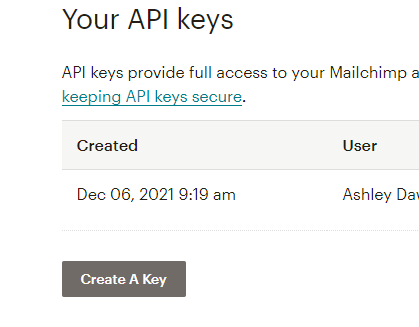 Your API keys
API keys provide full access to your Mailchimp
keeping API keys secure.
Created User
Dec 06, 2021 9:19 am Ashley
Create A Key